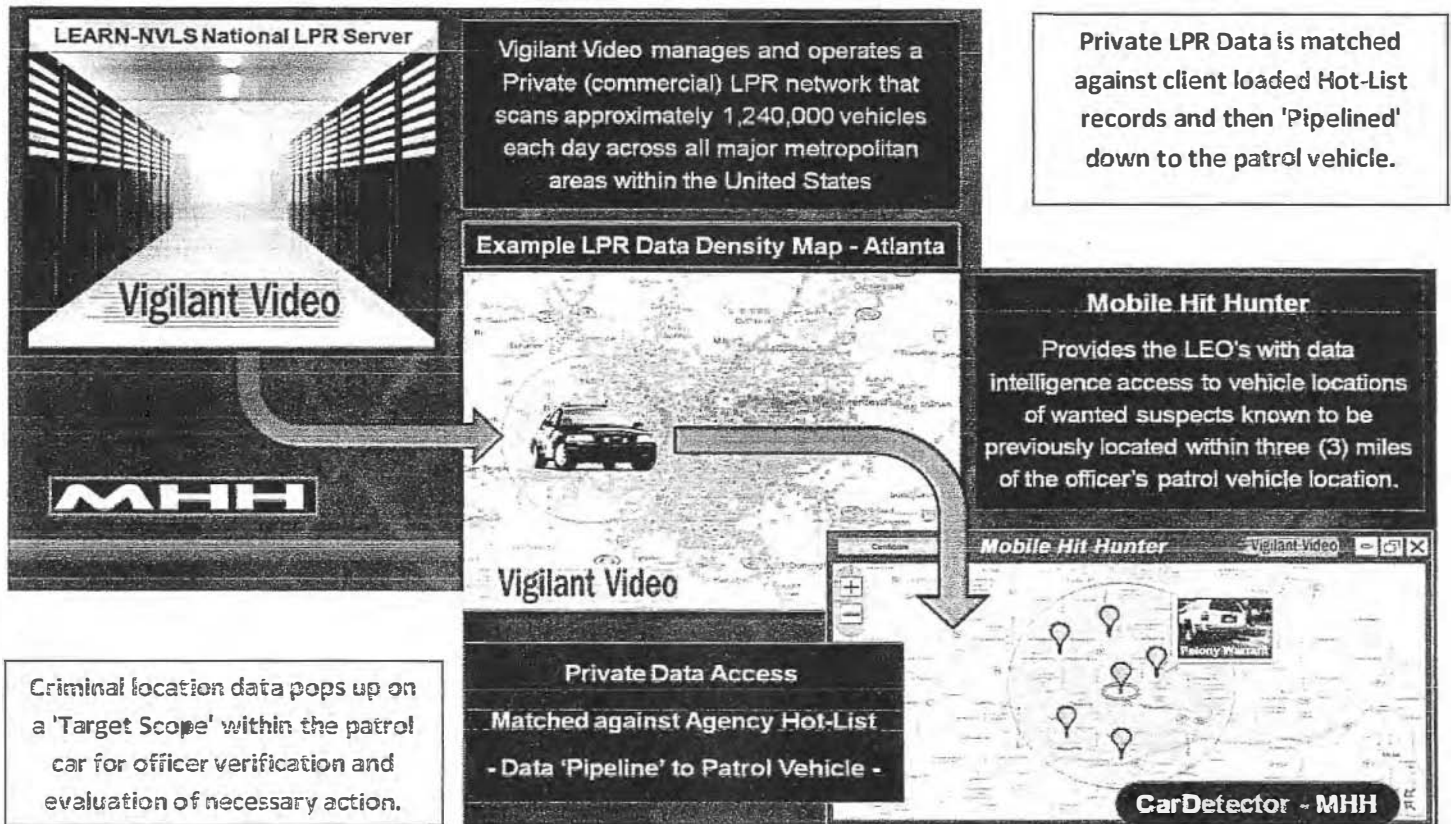 LEARN-NVLS National LPR Server
Vigilant Video
MHH
Vigilant Video manages and operates a
Private (commercial) LPR network that
scans approximately 1,240,000 vehicles
each day across all major metropolitan
areas within the United States
Private LPR Data is matched
against client loaded Hot-List
records and then 'Pipelined'
down to the patrol vehicle.
Example LPR Data Density Map - Atlanta
Vigilant Video
Mobile Hit Hunter
Provides the LEO's with data
intelligence access to vehicle locations
of wanted suspects known to be
previously located within three (3) miles
of the officer's patrol vehicle location.
Mobile Hit Hunter
Vigilant Video
Felony Warrant
CarDetector - MHH
Private Data Access
Matched against Agency Hot-List
- Data 'Pipeline' to Patrol Vehicle -
Criminal location data pops up on
a 'Target Scope' within the patrol
car for officer verification and
evaluation of necessary action.